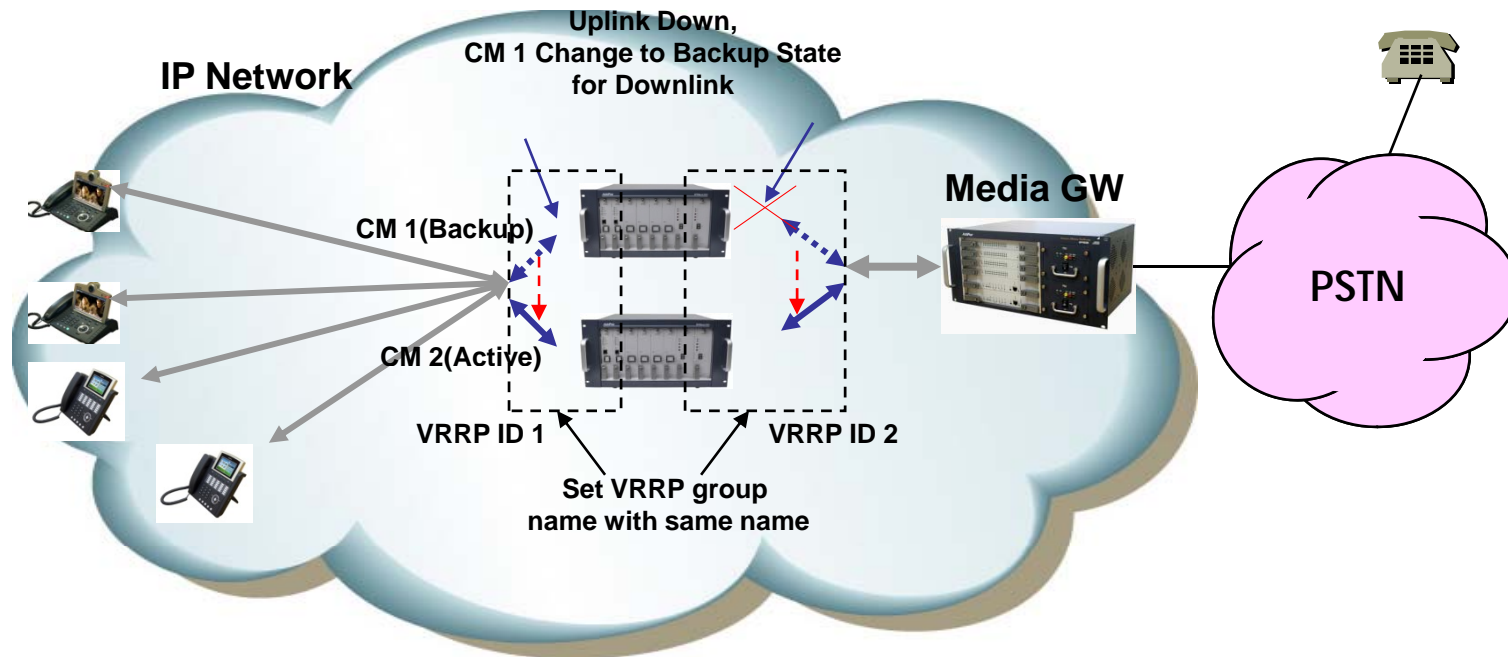 Uplink Down,
CM 1 Change to Backup State
for Downlink
IP Network
Media GW
CM 1(Backup)
PSTN
CM 2(Active)
VRRP ID 1
VRRP ID 2
Set VRRP group
name with same name